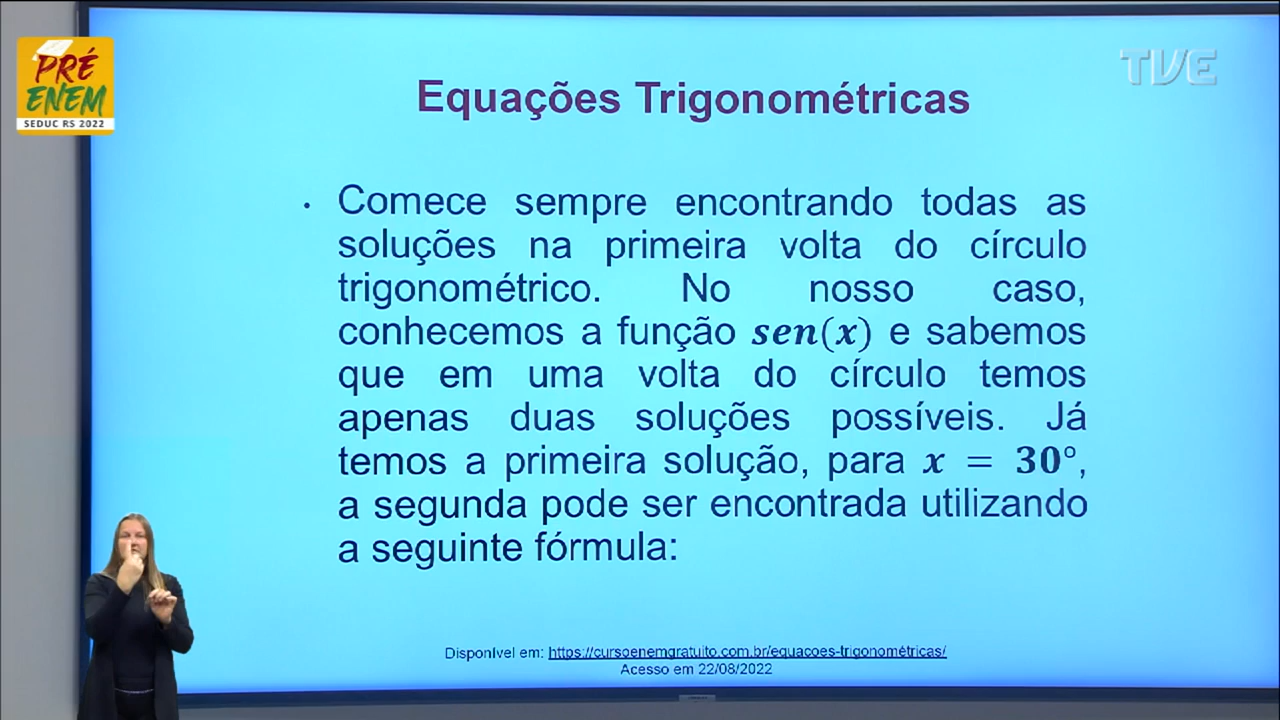 PRÉ
ENEM
SEDUC RS 2022
TVE
Equações Trigonométricas
• Comece sempre encontrando todas as
soluções na primeira volta do círculo
trigonométrico. No nosso caso,
conhecemos a função sen(x) e sabemos
que em uma volta do círculo temos
apenas duas soluções possíveis. Já
temos a primeira solução, para x = 30°,
a segunda pode ser encontrada utilizando
a seguinte fórmula:
Disponível em: https://cursoenemgratuito.com.br/equacoes-trigonométricas/
Acesso em 22/08/2022